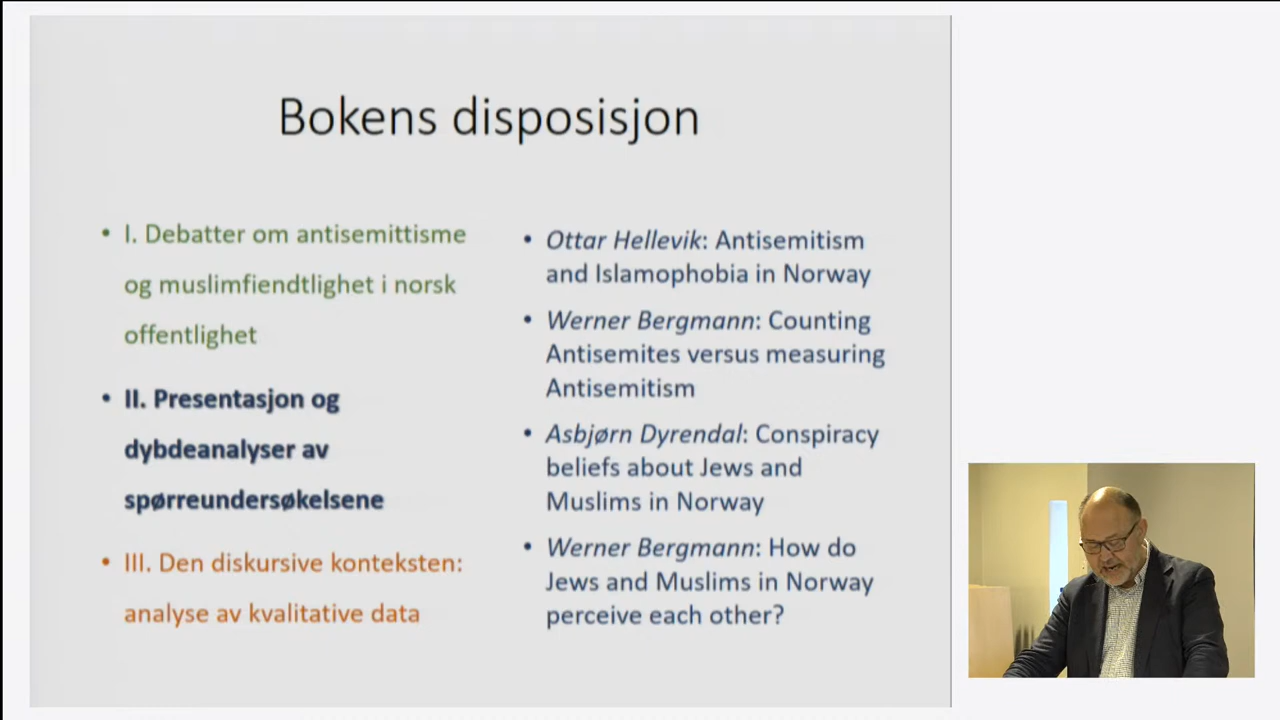 Bokens disposisjon
• I. Debatter om antisemittisme
og muslimfiendtlighet i norsk
offentlighet
• II. Presentasjon og
dybdeanalyser av
spørreundersøkelsene
• III. Den diskursive konteksten:
analyse av kvalitative data
• Ottar Hellevik: Antisemitism
and Islamophobia in Norway
• Werner Bergmann: Counting
Antisemites versus measuring
Antisemitism
• Asbjørn Dyrendal: Conspiracy
beliefs about Jews and
Muslims in Norway
• Werner Bergmann: How do
Jews and Muslims in Norway
perceive each other?